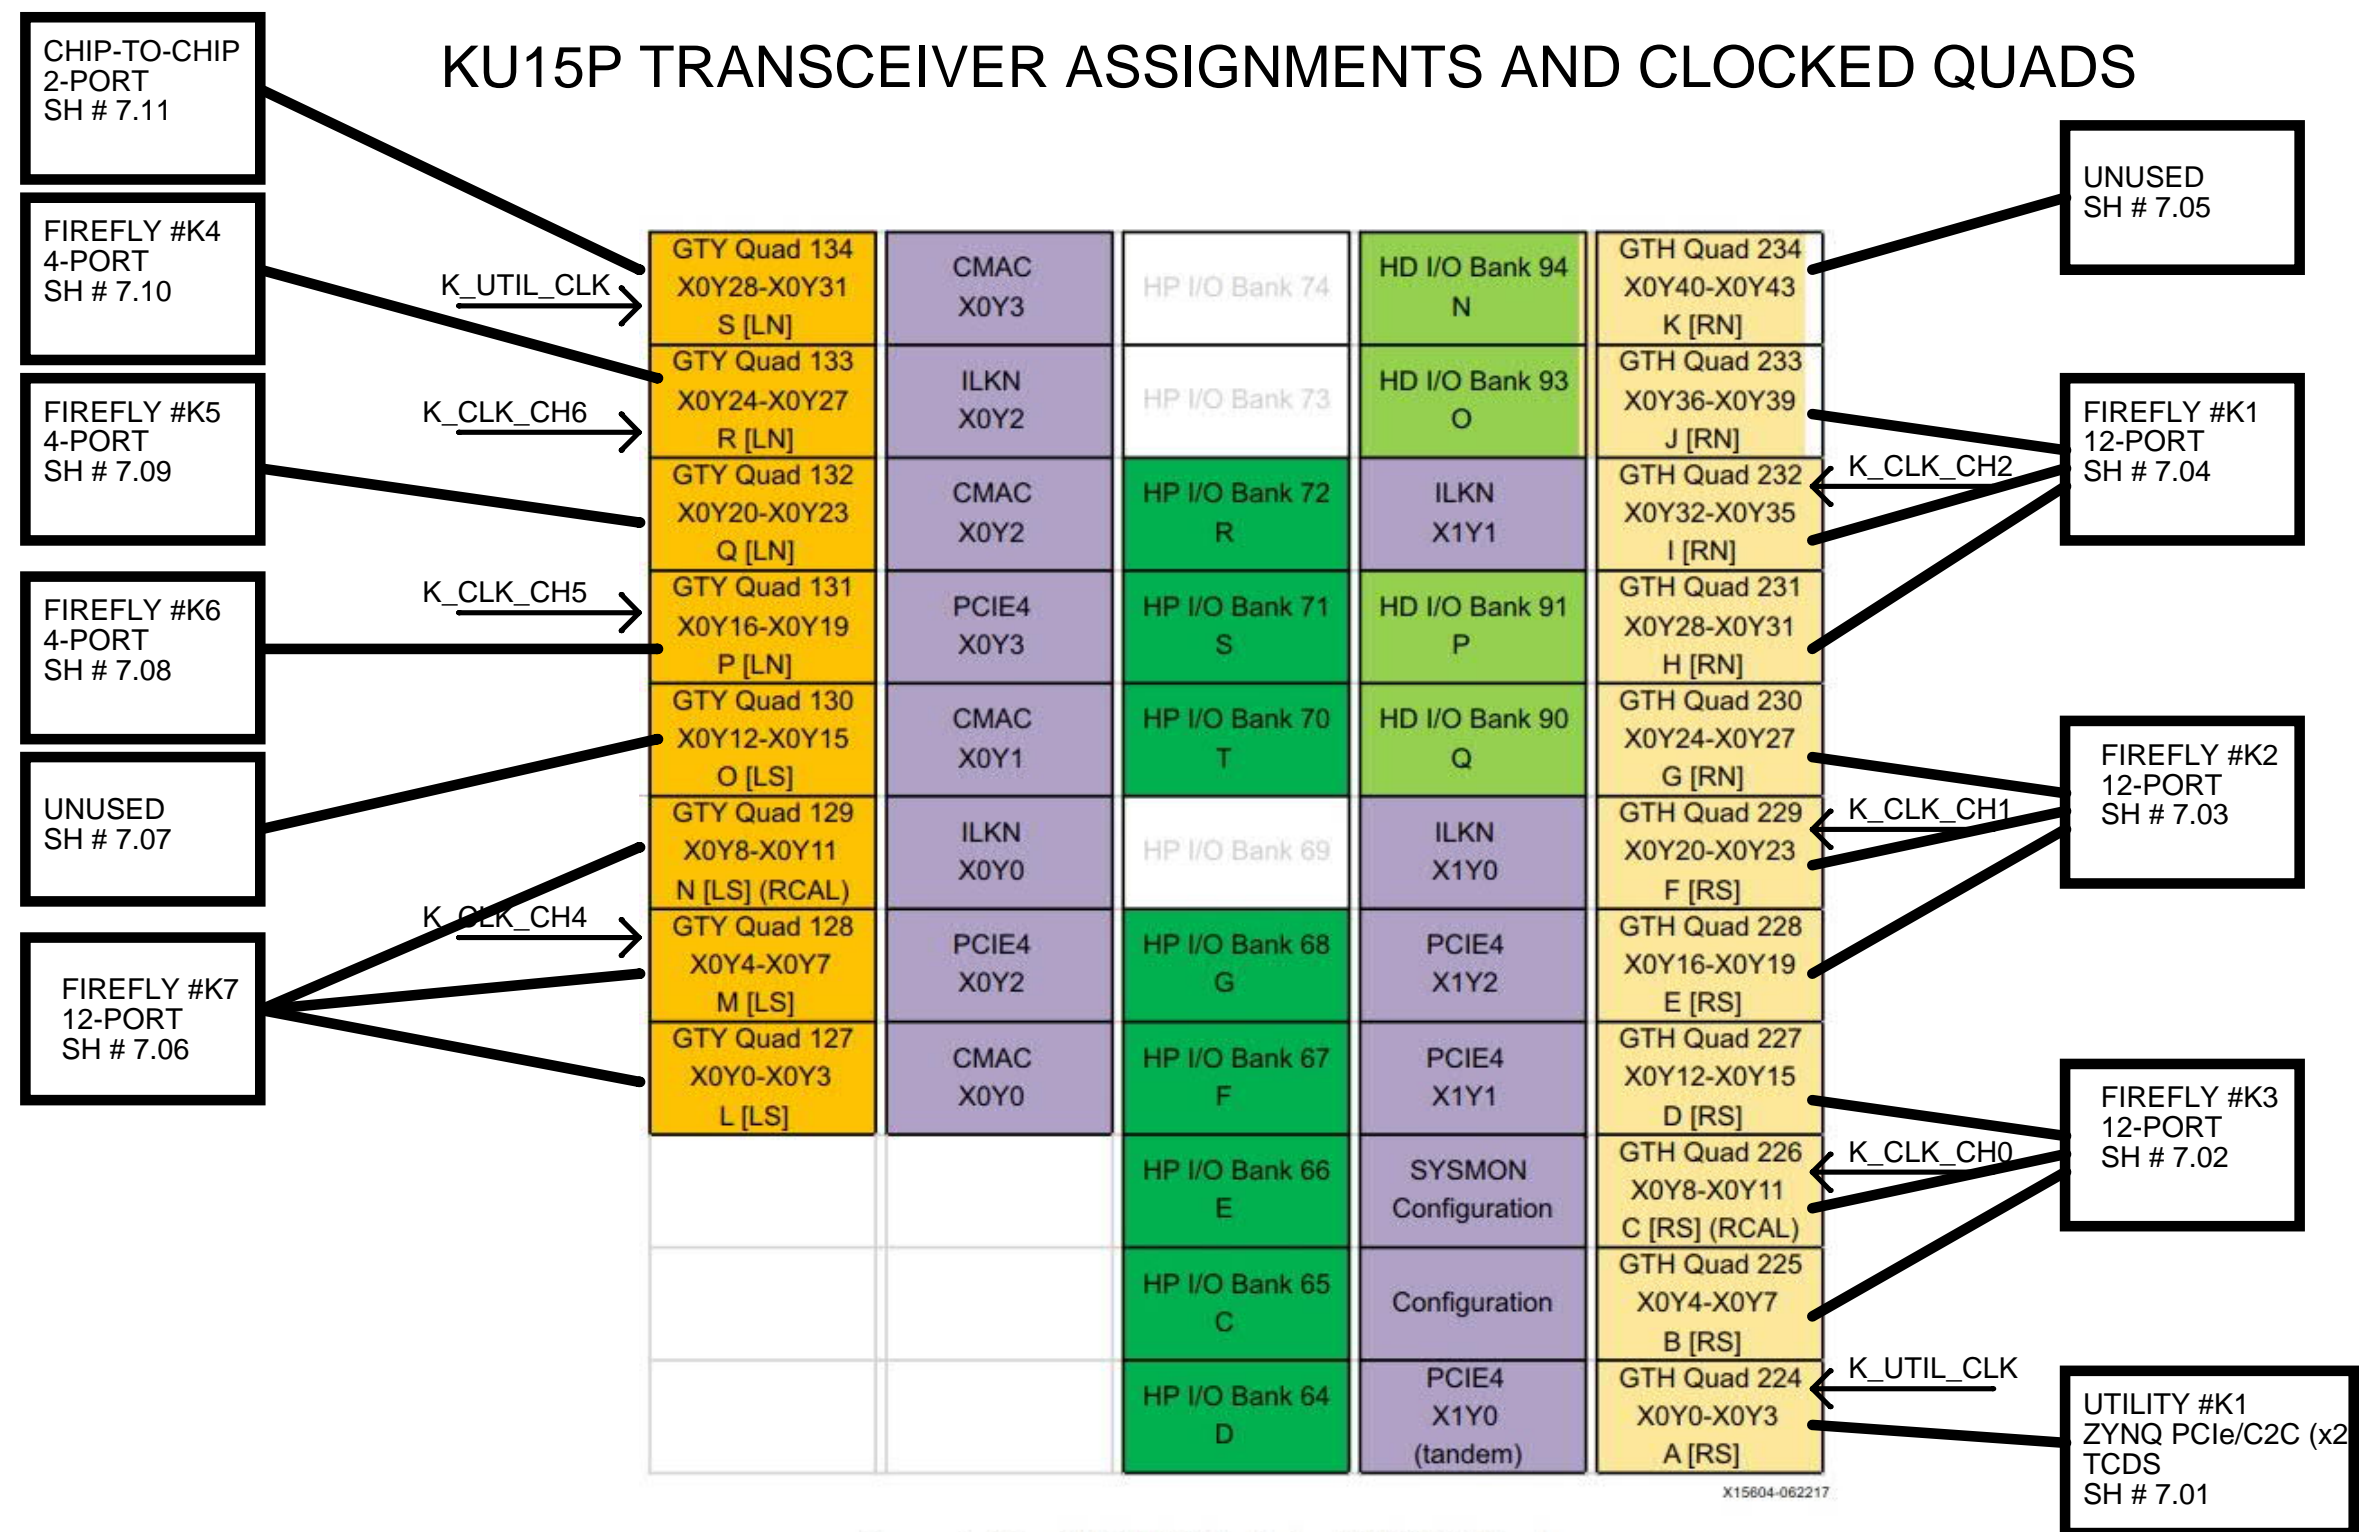 KU15P TRANSCEIVER ASSIGNMENTS AND CLOCKED QUADS
CHIP-TO-CHIP
2-PORT
SH # 7.11
FIREFLY #K4
4-PORT
SH # 7.10
FIREFLY #K5
4-PORT
SH # 7.09
FIREFLY #K6
4-PORT
SH # 7.08
UNUSED
SH # 7.07
FIREFLY #K7
12-PORT
SH # 7.06
K_UTIL_CLK
K_CLK_CH6
K_CLK_CH5
K_CLK_CH4
GTY Quad 134
X0Y28-X0Y31
S [LN]
GTY Quad 133
X0Y24-X0Y27
R [LN]
GTY Quad 132
X0Y20-X0Y23
Q [LN]
GTY Quad 131
X0Y16-X0Y19
P [LN]
GTY Quad 130
X0Y12-X0Y15
O [LS]
GTY Quad 129
X0Y8-X0Y11
N [LS] (RCAL)
GTY Quad 128
X0Y4-X0Y7
M [LS]
GTY Quad 127
X0Y0-X0Y3
L [LS]
CMAC
X0Y3
ILKN
X0Y2
CMAC
X0Y2
PCIE4
X0Y3
CMAC
X0Y1
ILKN
X0Y0
PCIE4
X0Y2
CMAC
X0Y0
HP I/O Bank 74
HP I/O Bank 73
HP I/O Bank 72
R
HP I/O Bank 71
S
HP I/O Bank 70
T
HP I/O Bank 69
HP I/O Bank 68
G
HP I/O Bank 67
F
HP I/O Bank 66
E
HP I/O Bank 65
C
HP I/O Bank 64
D
HD I/O Bank 94
N
HD I/O Bank 93
O
ILKN
X1Y1
HD I/O Bank 91
P
HD I/O Bank 90
Q
ILKN
X1Y0
PCIE4
X1Y2
PCIE4
X1Y1
SYSMON
Configuration
Configuration
PCIE4
X1Y0
(tandem)
GTH Quad 234
X0Y40-X0Y43
K [RN]
GTH Quad 233
X0Y36-X0Y39
J [RN]
GTH Quad 232
X0Y32-X0Y35
I [RN]
GTH Quad 231
X0Y28-X0Y31
H [RN]
GTH Quad 230
X0Y24-X0Y27
G [RN]
GTH Quad 229
X0Y20-X0Y23
F [RS]
GTH Quad 228
X0Y16-X0Y19
E [RS]
GTH Quad 227
X0Y12-X0Y15
D [RS]
GTH Quad 226
X0Y8-X0Y11
C [RS] (RCAL)
GTH Quad 225
X0Y4-X0Y7
B [RS]
GTH Quad 224
X0Y0-X0Y3
A [RS]
X15604-062217
K_CLK_CH2
K_CLK_CH1
K_CLK_CH0
K_UTIL_CLK
UNUSED
SH # 7.05
FIREFLY #K1
12-PORT
SH # 7.04
FIREFLY #K2
12-PORT
SH # 7.03
FIREFLY #K3
12-PORT
SH # 7.02
UTILITY #K1
ZYNQ PCIe/C2C (x2
TCDS
SH # 7.01